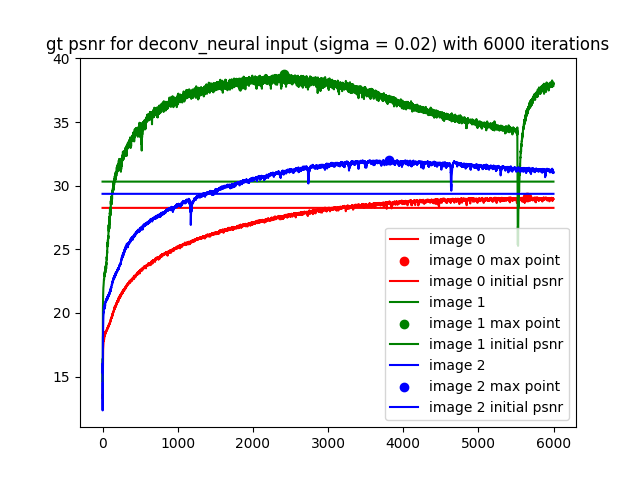 gt psnr for deconv_neural input (sigma = 0.02) with 6000 iterations
40
35
30
25
20
15
0
1000
2000
3000
4000
5000
6000
image 0
image 0 max point
image 0 initial psnr
image 1
image 1 max point
image 1 initial psnr
image 2
image 2 max point
image 2 initial psnr